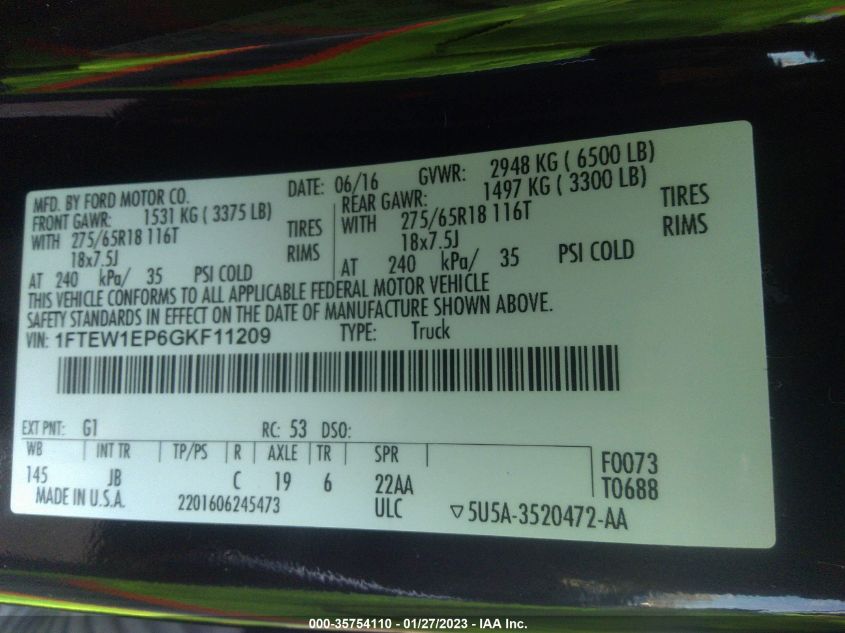 MFD. BY FORD MOTOR CO. DATE: 06/16 GVWR: 2948 KG ( 6500 LB)
FRONT GAWR: 1531 KG ( 3375 LB) REAR GAWR: 1497 KG ( 3300 LB)
WITH 275/65R18 116T TIRES WITH 275/65R18 116T TIRES
18x7.5J RIMS 18x7.5J RIMS
AT 240 kPa/ 35 PSI COLD AT 240 kPa/ 35 PSI COLD
THIS VEHICLE CONFORMS TO ALL APPLICABLE FEDERAL MOTOR VEHICLE
SAFETY STANDARDS IN EFFECT ON THE DATE OF MANUFACTURE SHOWN ABOVE.
VIN: 1FTEW1EP6GKF11209 TYPE: Truck
EXT PNT: G1 RC: 53 DSO:
WB INT TR TP/PS R AXLE TR SPR
145 JB C 19 6 22AA F0073
MADE IN U.S.A. 2201606245473 ULC T0688
▽5U5A-3520472-AA
000-35754110 - 01/27/2023 - IAA Inc.